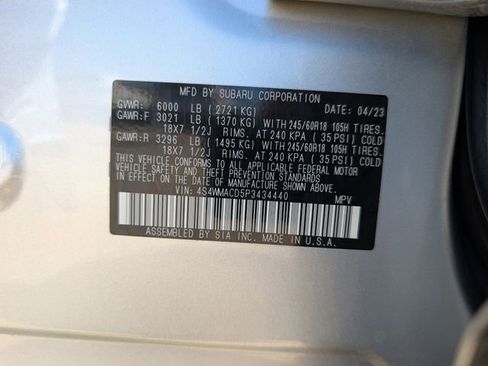 MFD BY SUBARU CORPORATION
GVWR: 6000 LB ( 2721 KG) DATE: 04/23
GAWR:F 3021 LB ( 1370 KG) WITH 245/60R18 105H TIRES.
18X7 1/2J RIMS. AT 240 KPA ( 35 PSI) COLD
GAWR:R 3296 LB ( 1495 KG) WITH 245/60R18 105H TIRES.
18X7 1/2J RIMS. AT 240 KPA ( 35 PSI) COLD
THIS VEHICLE CONFORMS TO ALL APPLICABLE FEDERAL MOTOR
VEHICLE SAFETY AND THEFT PREVENTION STANDARDS
IN EFFECT ON THE DATE OF MANUFACTURE SHOWN ABOVE.
VIN: 4S4WMACD5P3434440 MPV
ASSEMBLED BY SIA INC. MADE IN U.S.A.